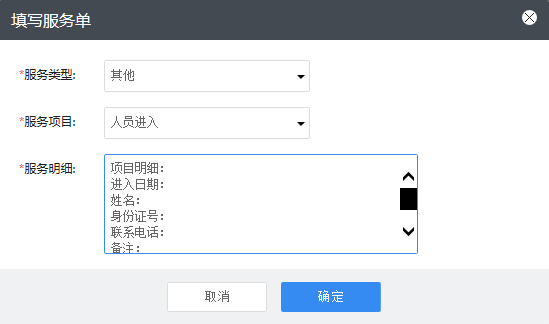 填写服务单
*服务类型:
其他
*服务项目:
人员进入
*服务明细:
项目明细：
进入日期：
姓名：
身份证号：
联系电话：
备注：
取消
确定